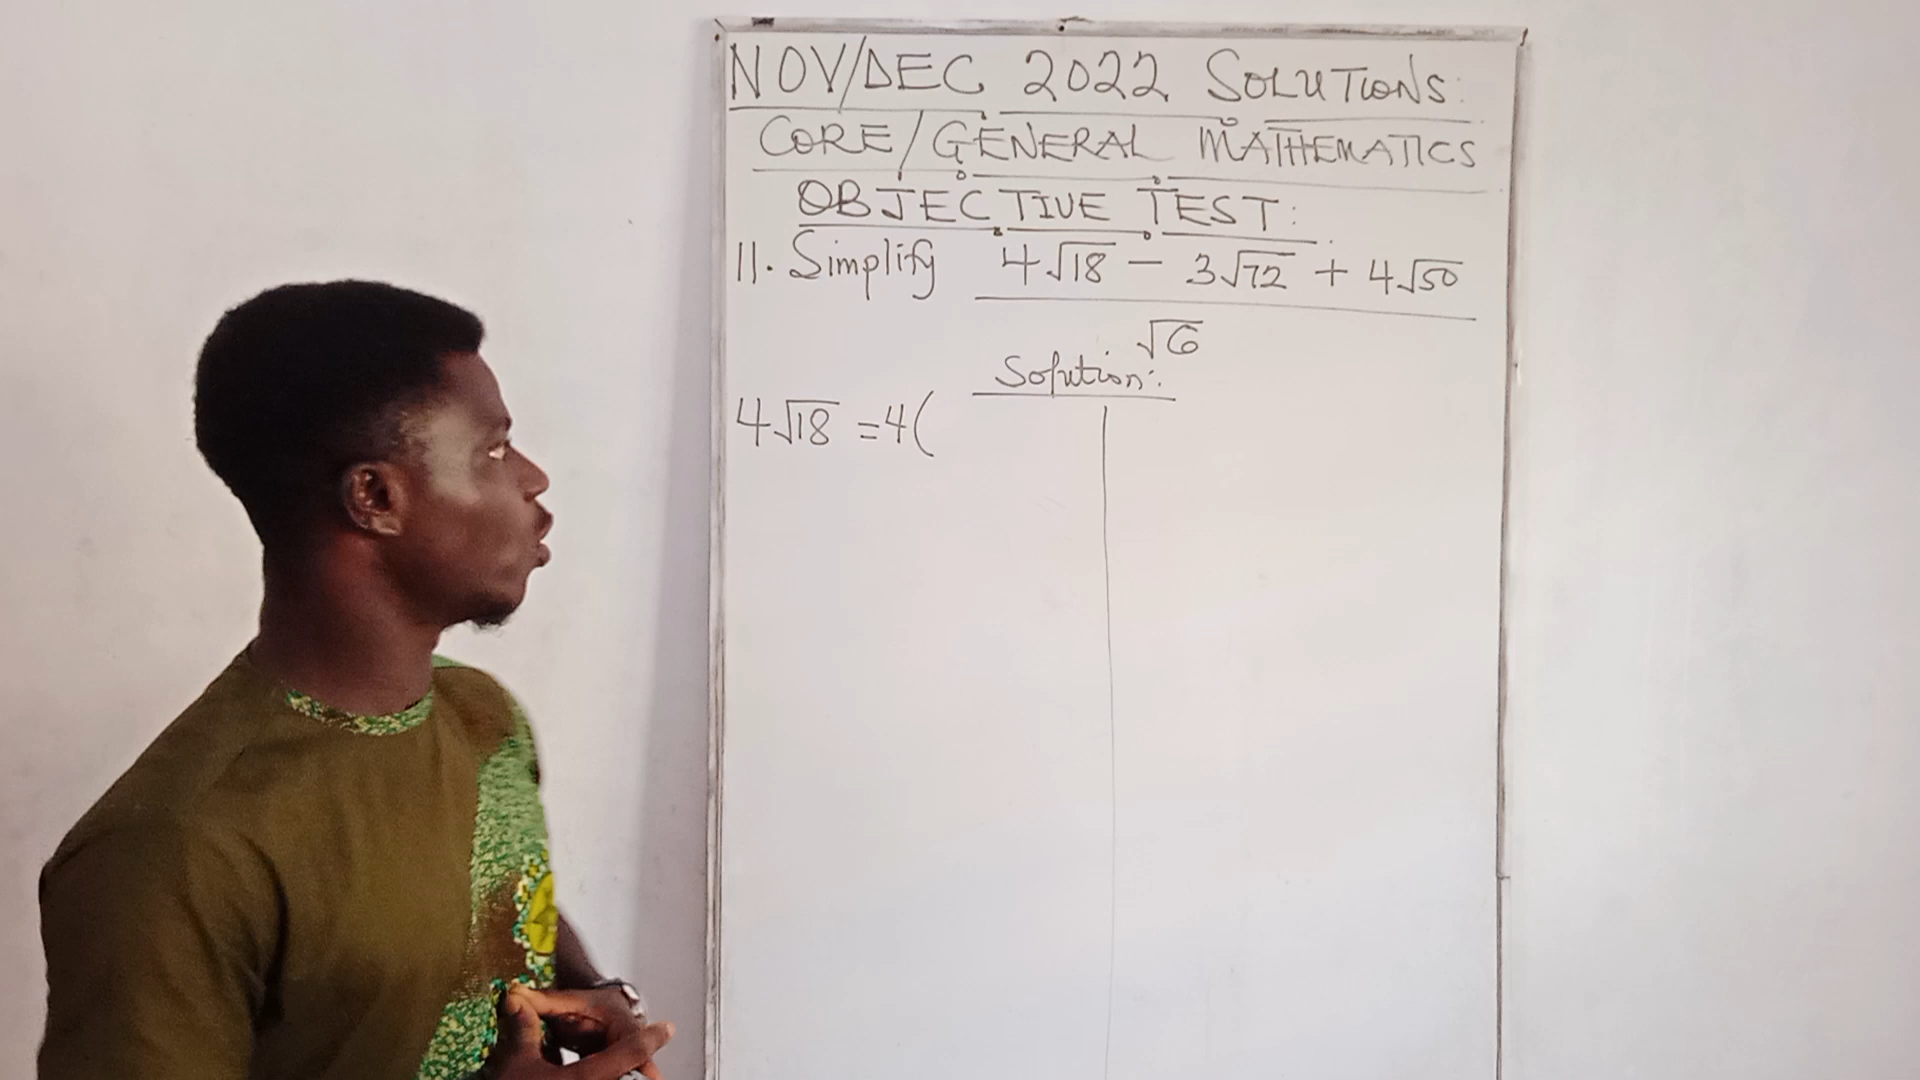 NOV/DEC 2022 SOLUTIONS:
CORE/GENERAL MATHEMATICS
OBJECTIVE TEST:
11. Simplify 4√18 − 3√72 + 4√50
√6
Solution:
4√18 = 4(